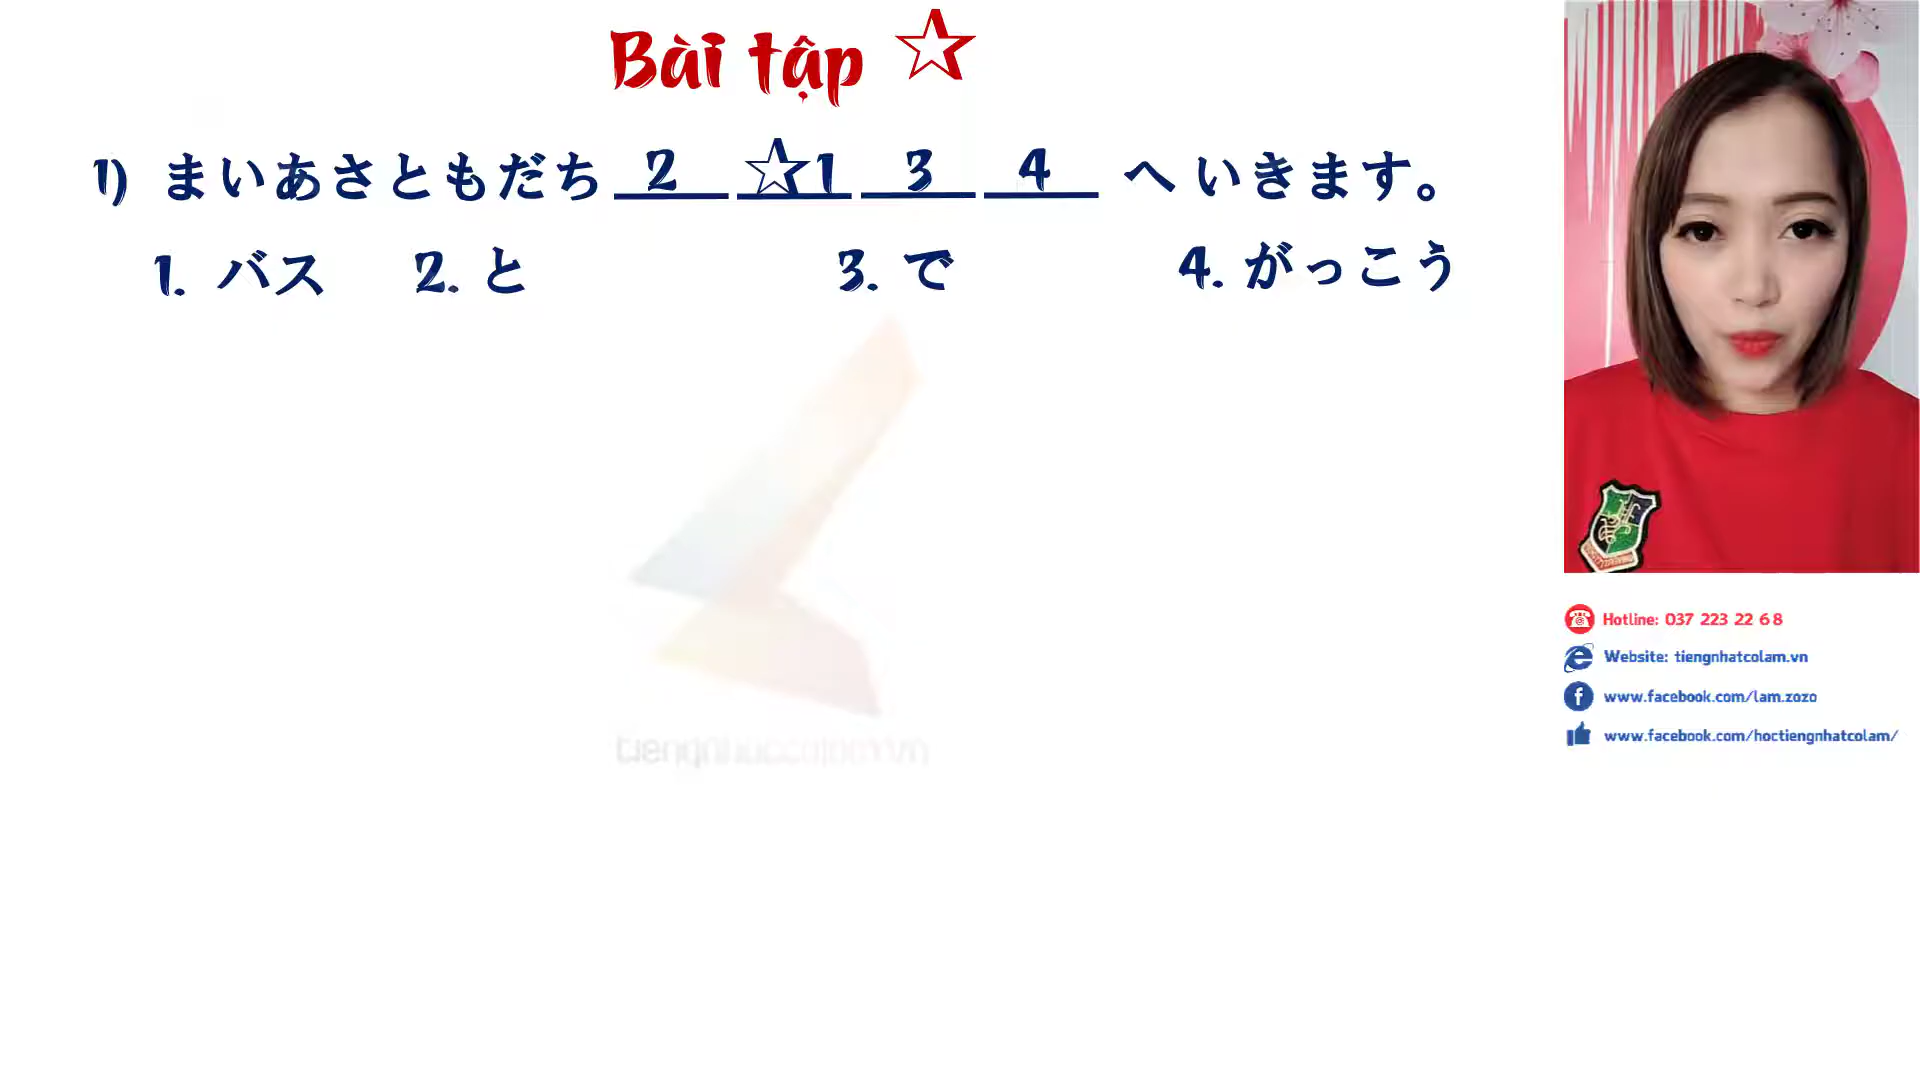 Bài tập ☆
1) まいあさともだち 2 ☆1 3 4 へ いきます。
1. バス 2. と 3. で 4. がっこう
tiengnhatcolam.vn
Hotline: 037 223 22 68
Website: tiengnhatcolam.vn
www.facebook.com/lam.zozo
www.facebook.com/hoctiengnhatcolam/